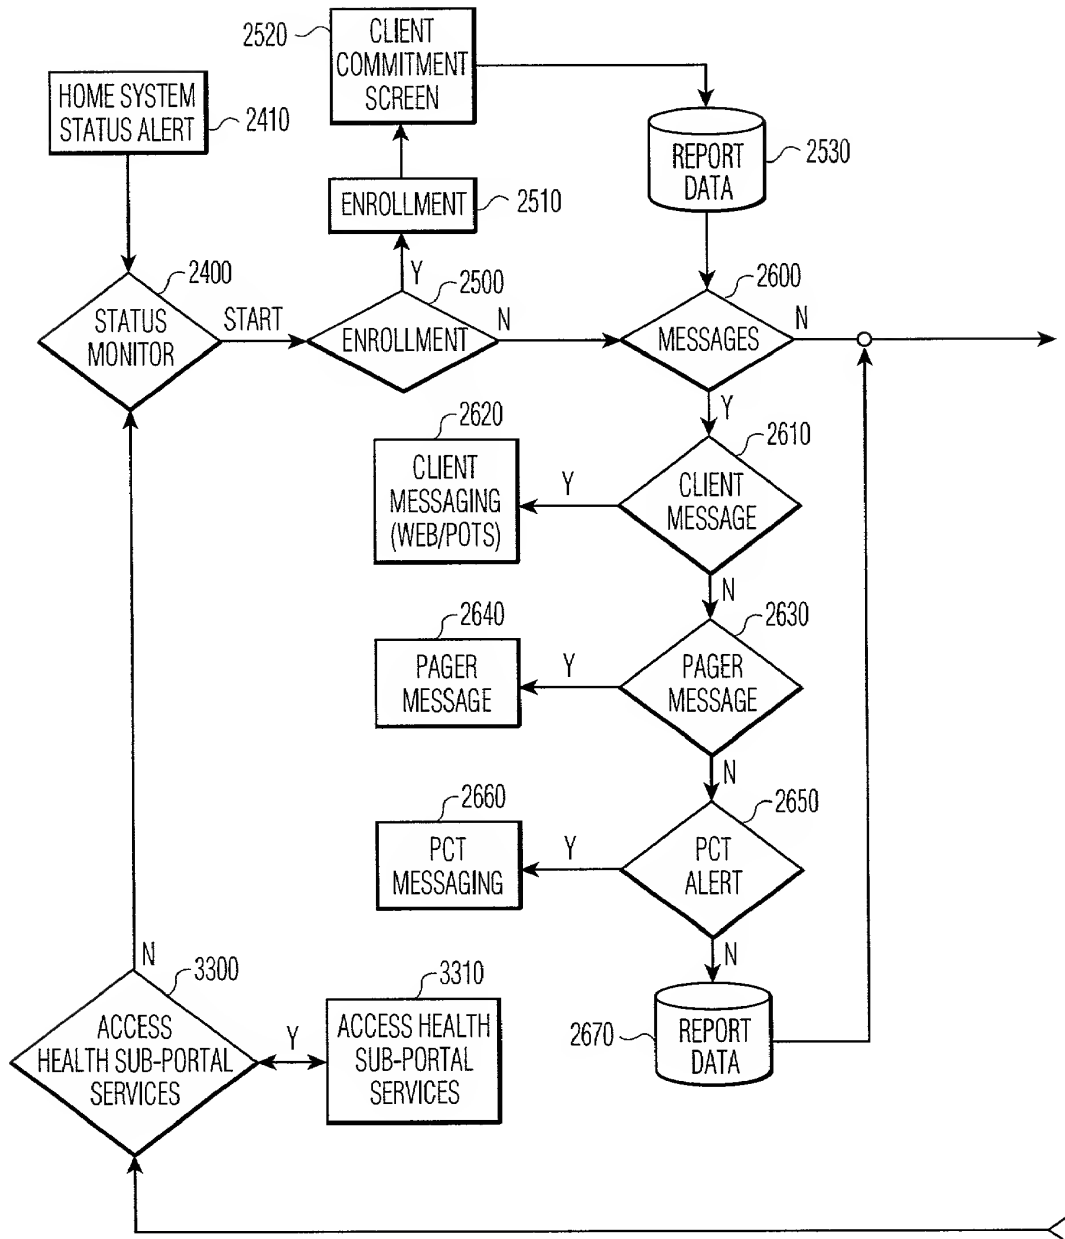 2520
CLIENT
COMMITMENT
SCREEN
HOME SYSTEM
STATUS ALERT
2410
REPORT
DATA
2530
ENROLLMENT
2510
2400
STATUS
MONITOR
START
Y
2500
ENROLLMENT
N
2600
MESSAGES
N
Y
2620
CLIENT
MESSAGING
(WEB/POTS)
Y
2610
CLIENT
MESSAGE
N
2640
PAGER
MESSAGE
Y
2630
PAGER
MESSAGE
N
2660
PCT
MESSAGING
Y
2650
PCT
ALERT
N
N
3300
ACCESS
HEALTH SUB-PORTAL
SERVICES
Y
3310
ACCESS HEALTH
SUB-PORTAL
SERVICES
2670
REPORT
DATA